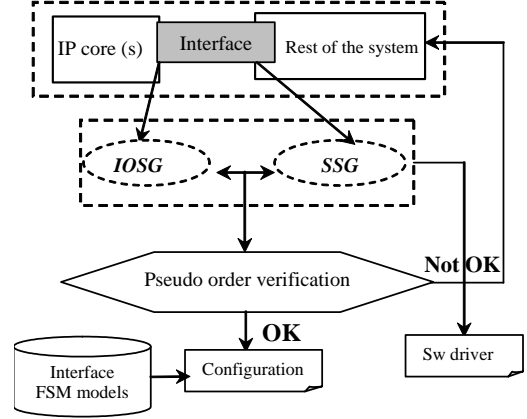 IP core (s)
Interface
Rest of the system
IOSG
SSG
Pseudo order verification
Not OK
OK
Interface
FSM models
Configuration
Sw driver